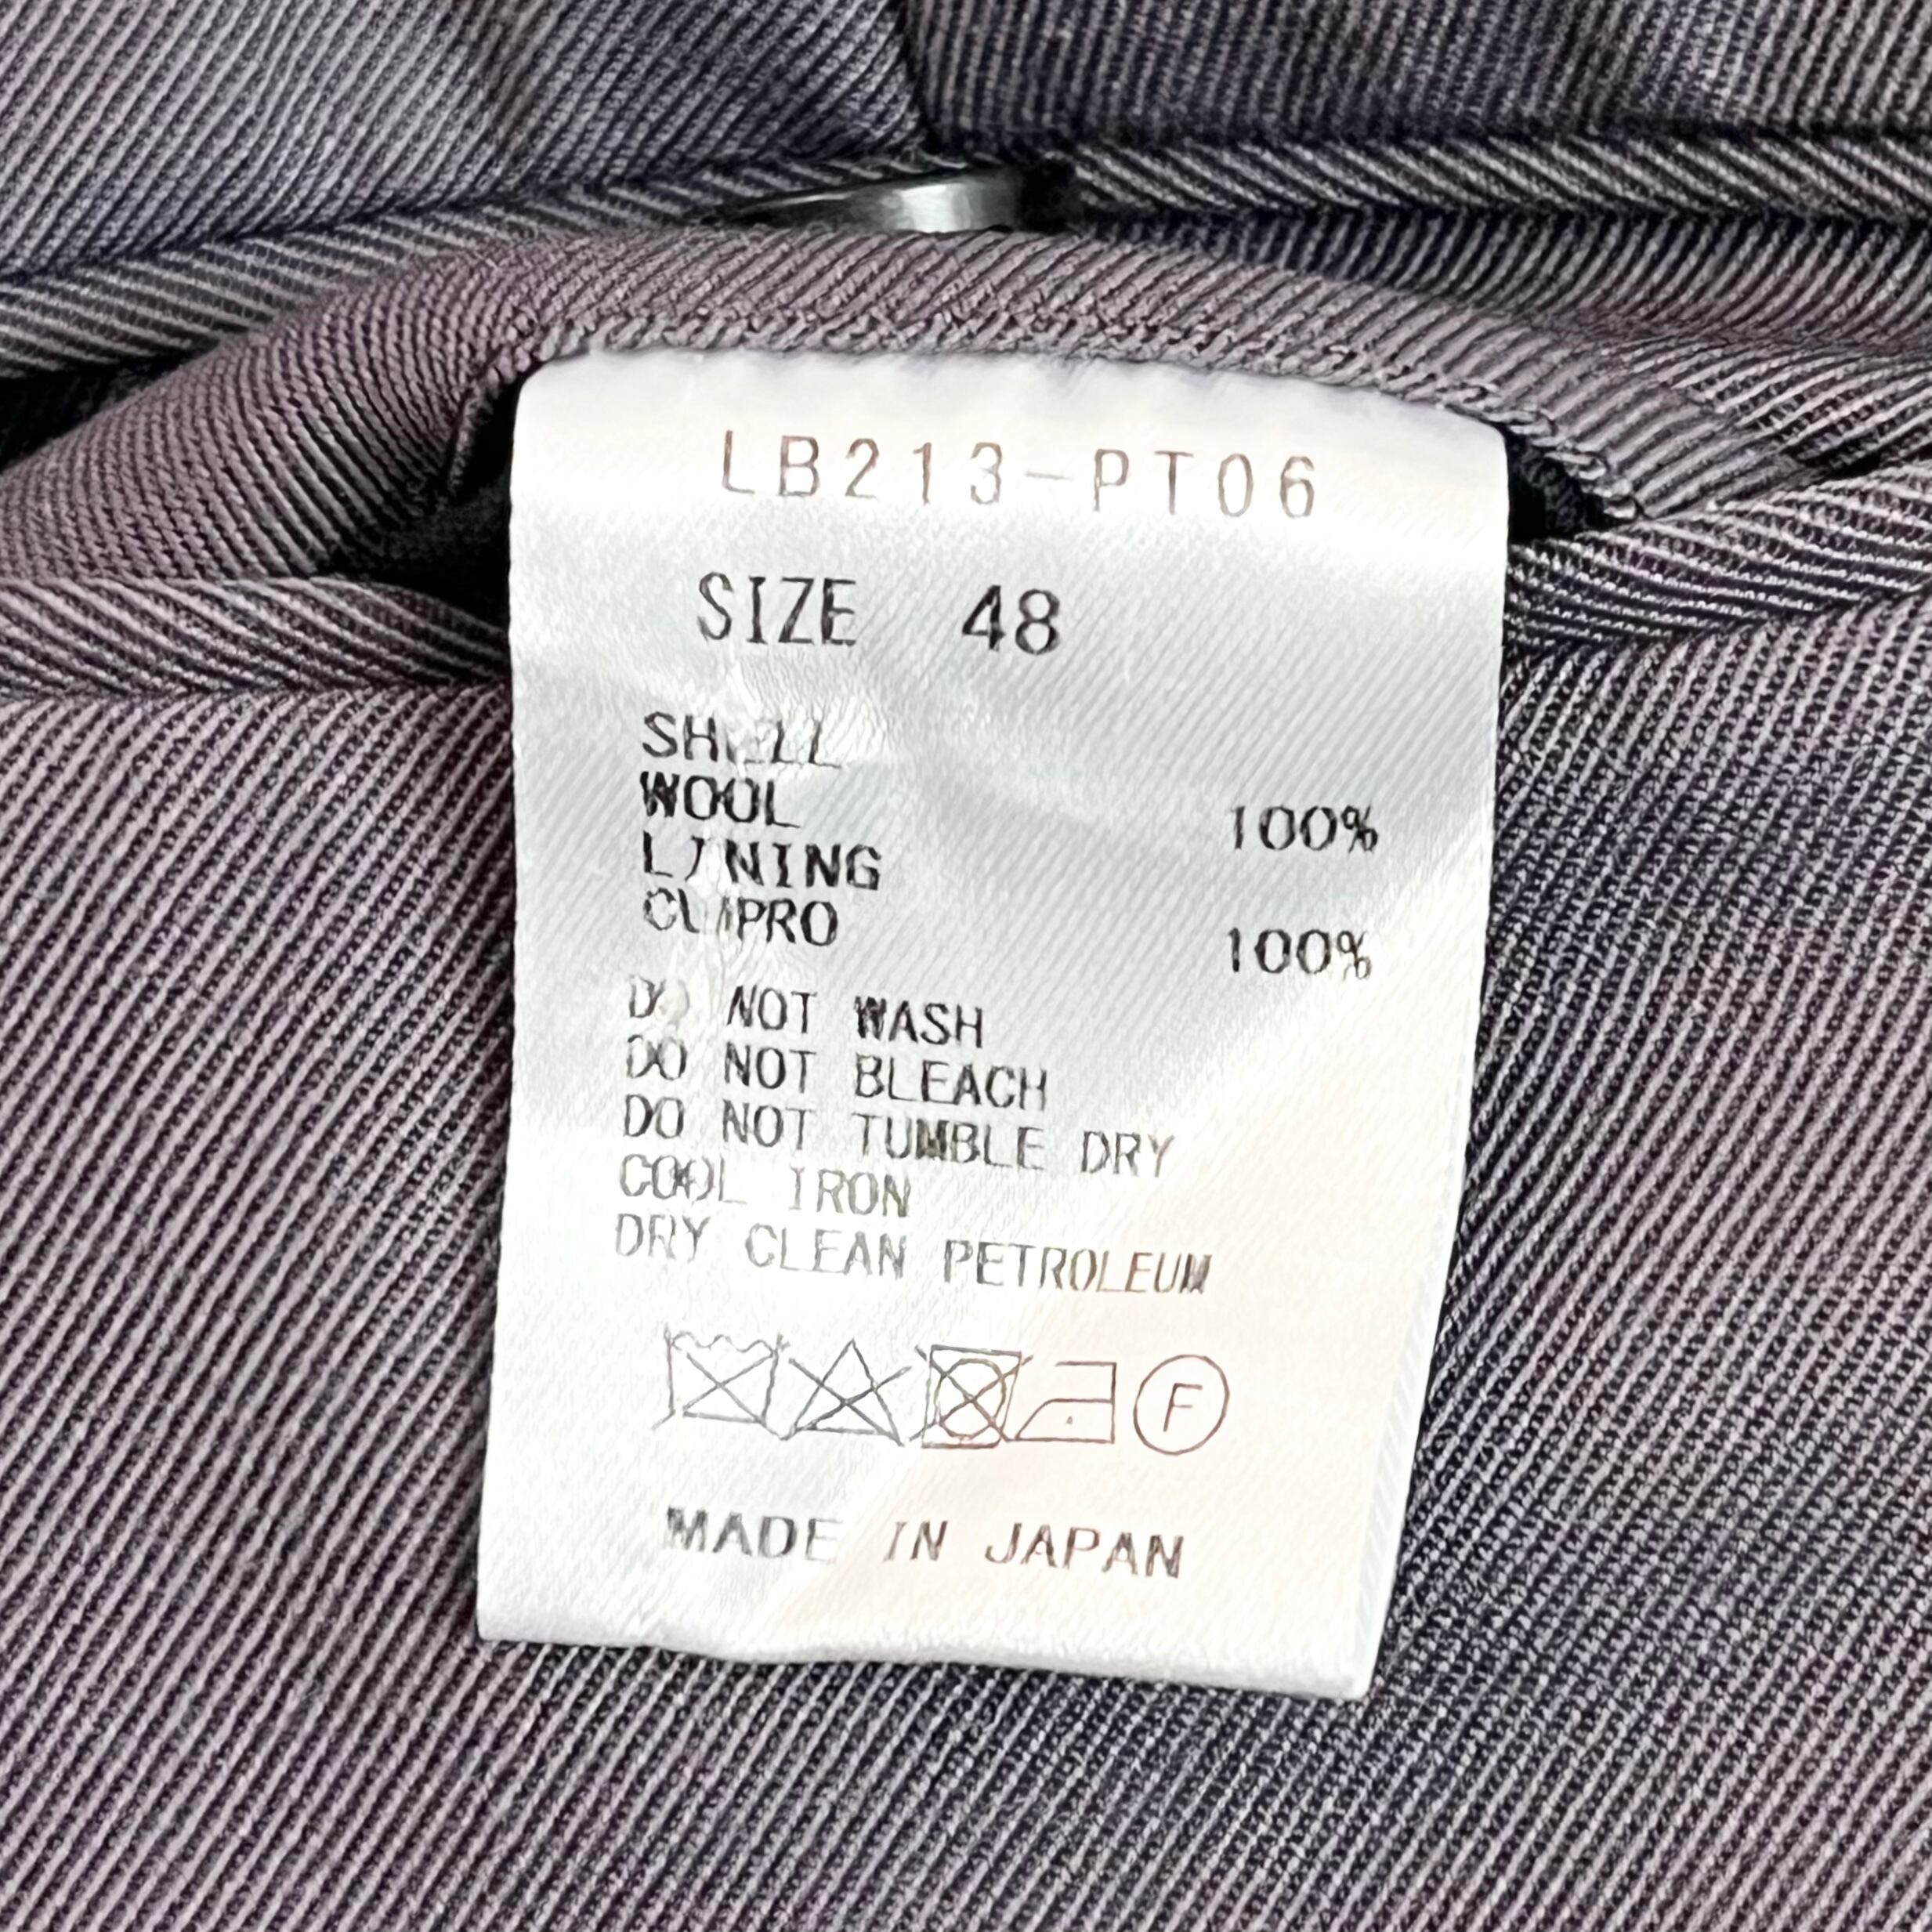 LB213-PT06
SIZE 48
SHELL
WOOL 100%
LINING
CUPRO 100%
DO NOT WASH
DO NOT BLEACH
DO NOT TUMBLE DRY
COOL IRON
DRY CLEAN PETROLEUM
F
MADE IN JAPAN